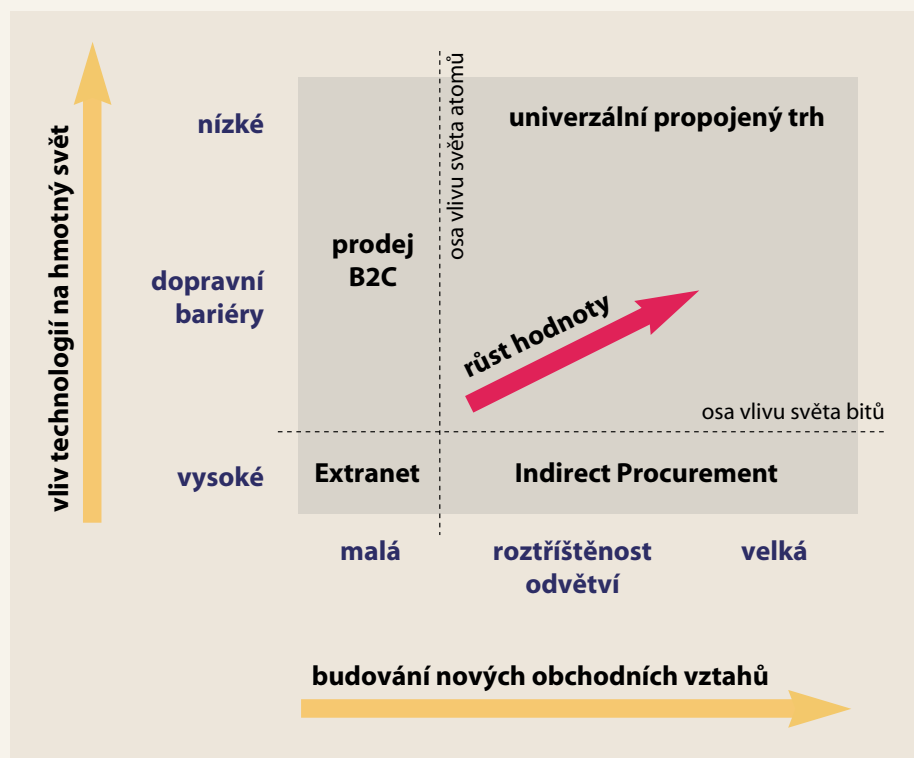 vliv technologií na hmotný svět
nízké
dopravní
bariéry
vysoké
osa vlivu světa atomů
univerzální propojený trh
prodej
B2C
růst hodnoty
osa vlivu světa bitů
Extranet
Indirect Procurement
malá
roztříštěnost
odvětví
velká
budování nových obchodních vztahů